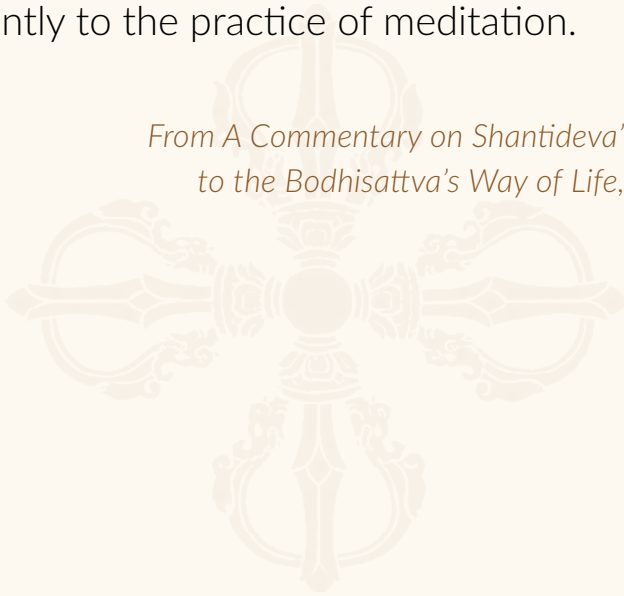 ntly to the practice of meditation.
From A Commentary on Shantideva’
to the Bodhisattva’s Way of Life,